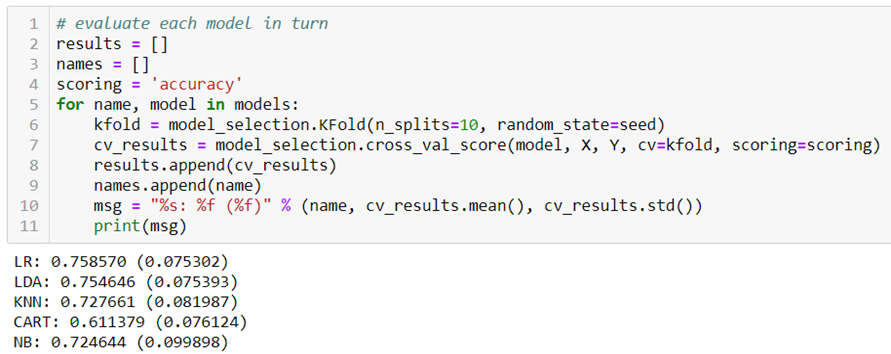 1 # evaluate each model in turn
2 results = []
3 names = []
4 scoring = 'accuracy'
5 for name, model in models:
6     kfold = model_selection.KFold(n_splits=10, random_state=seed)
7     cv_results = model_selection.cross_val_score(model, X, Y, cv=kfold, scoring=scoring)
8     results.append(cv_results)
9     names.append(name)
10     msg = "%s: %f (%f)" % (name, cv_results.mean(), cv_results.std())
11     print(msg)
LR: 0.758570 (0.075302)
LDA: 0.754646 (0.075393)
KNN: 0.727661 (0.081987)
CART: 0.611379 (0.076124)
NB: 0.724644 (0.099898)